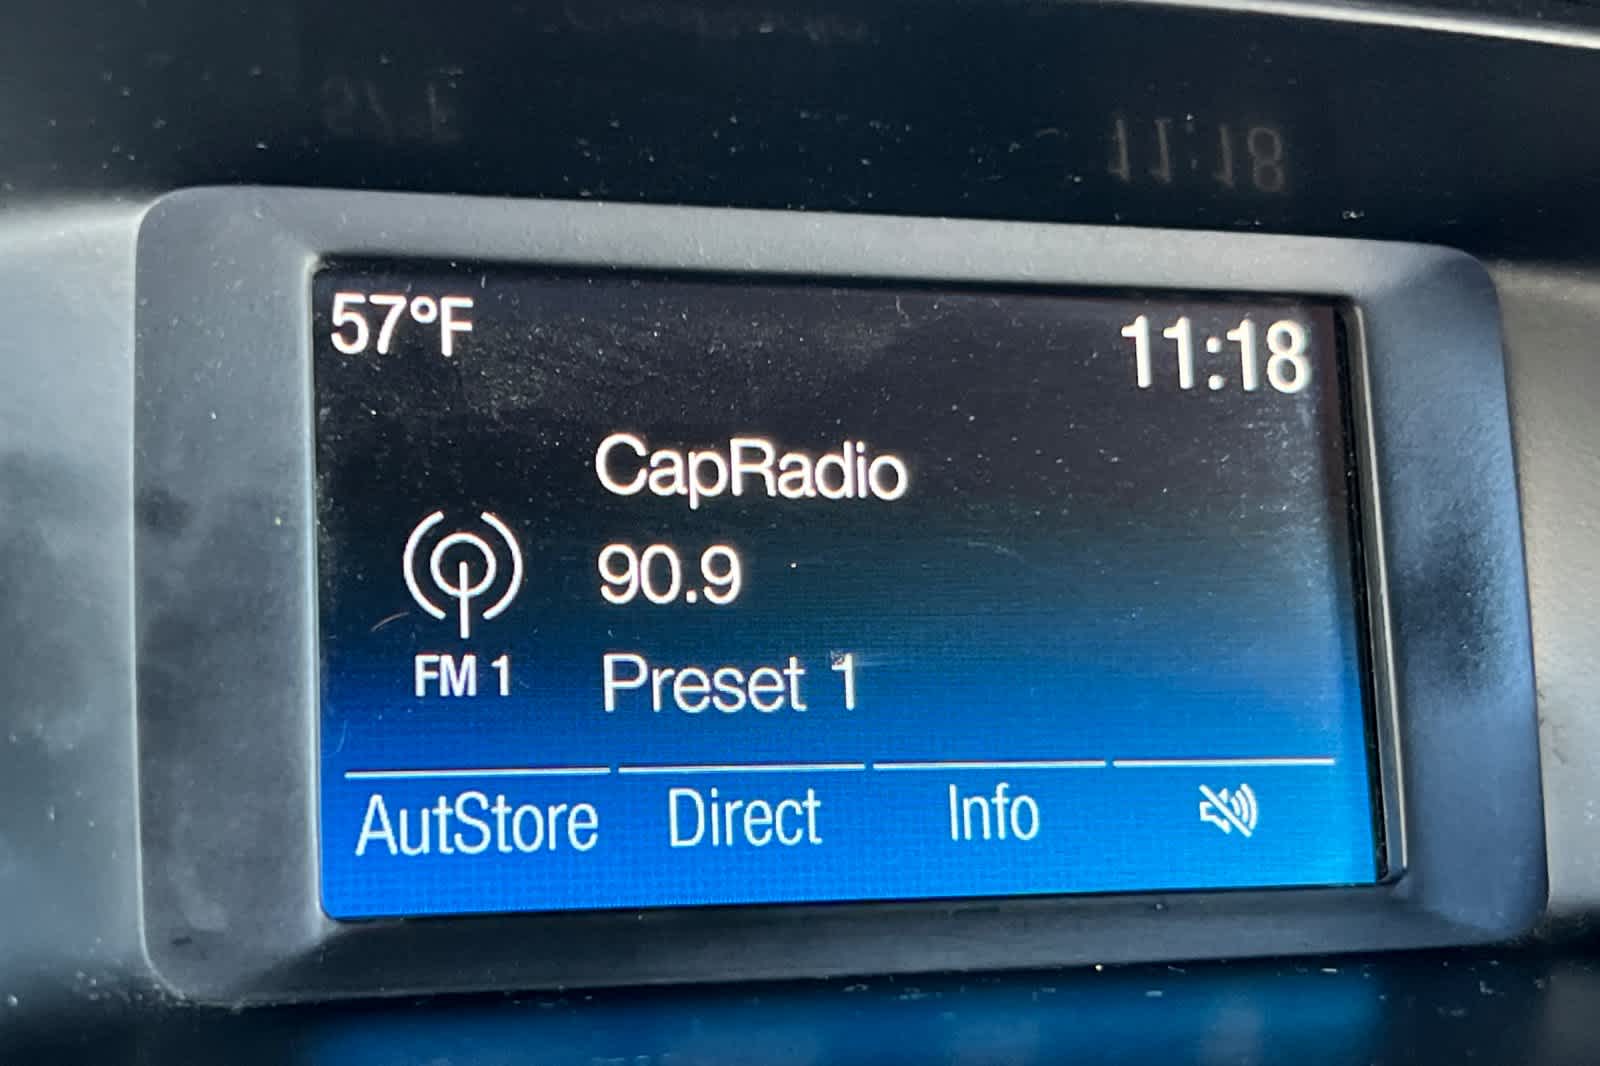 57°F
11:18
CapRadio
90.9
FM 1
Preset 1
AutStore
Direct
Info